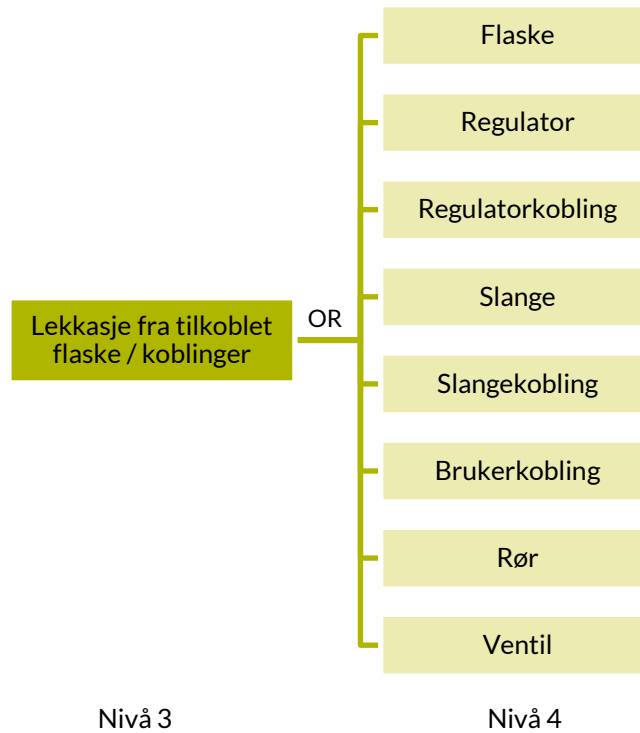 Flaske
Regulator
Regulatorkobling
Slange
Lekkasje fra tilkoblet
flaske / koblinger
OR
Slangekobling
Brukerkobling
Rør
Ventil
Nivå 3
Nivå 4